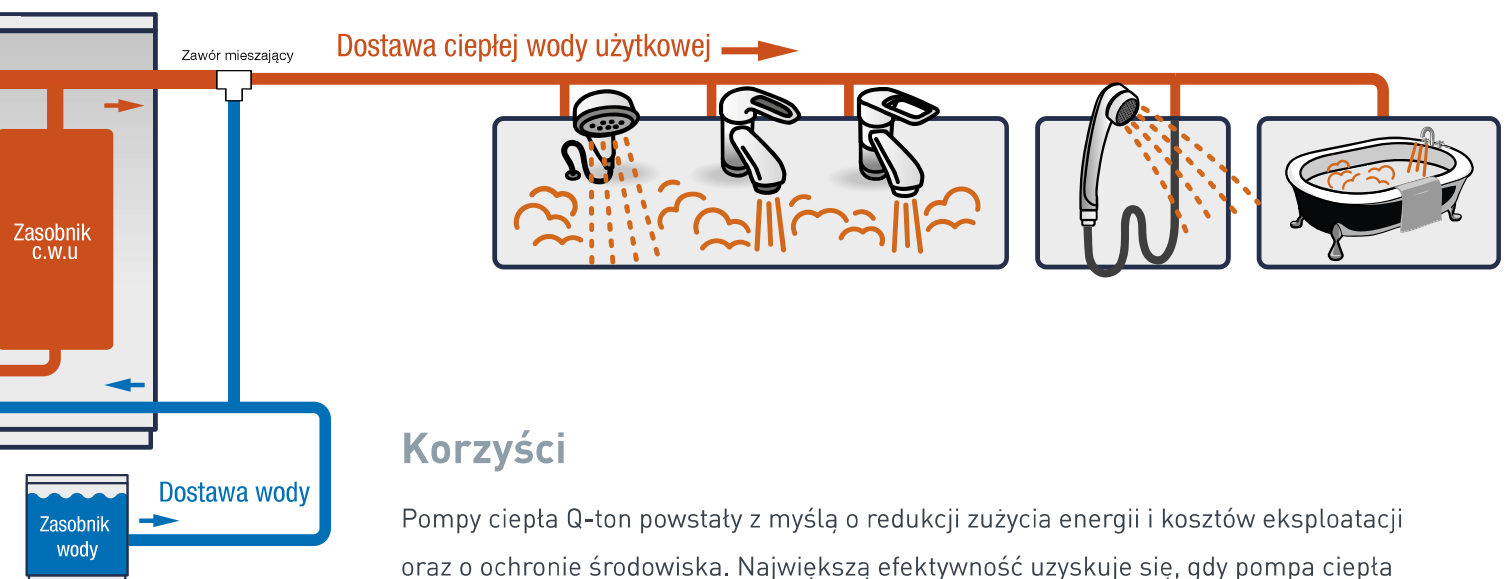 Zawór mieszający
Dostawa ciepłej wody użytkowej
Zasobnik
c.w.u
Korzyści
Dostawa wody
Zasobnik
wody
Pompy ciepła Q-ton powstały z myślą o redukcji zużycia energii i kosztów eksploatacji
oraz o ochronie środowiska. Największą efektywność uzyskuje się, gdy pompa ciepła